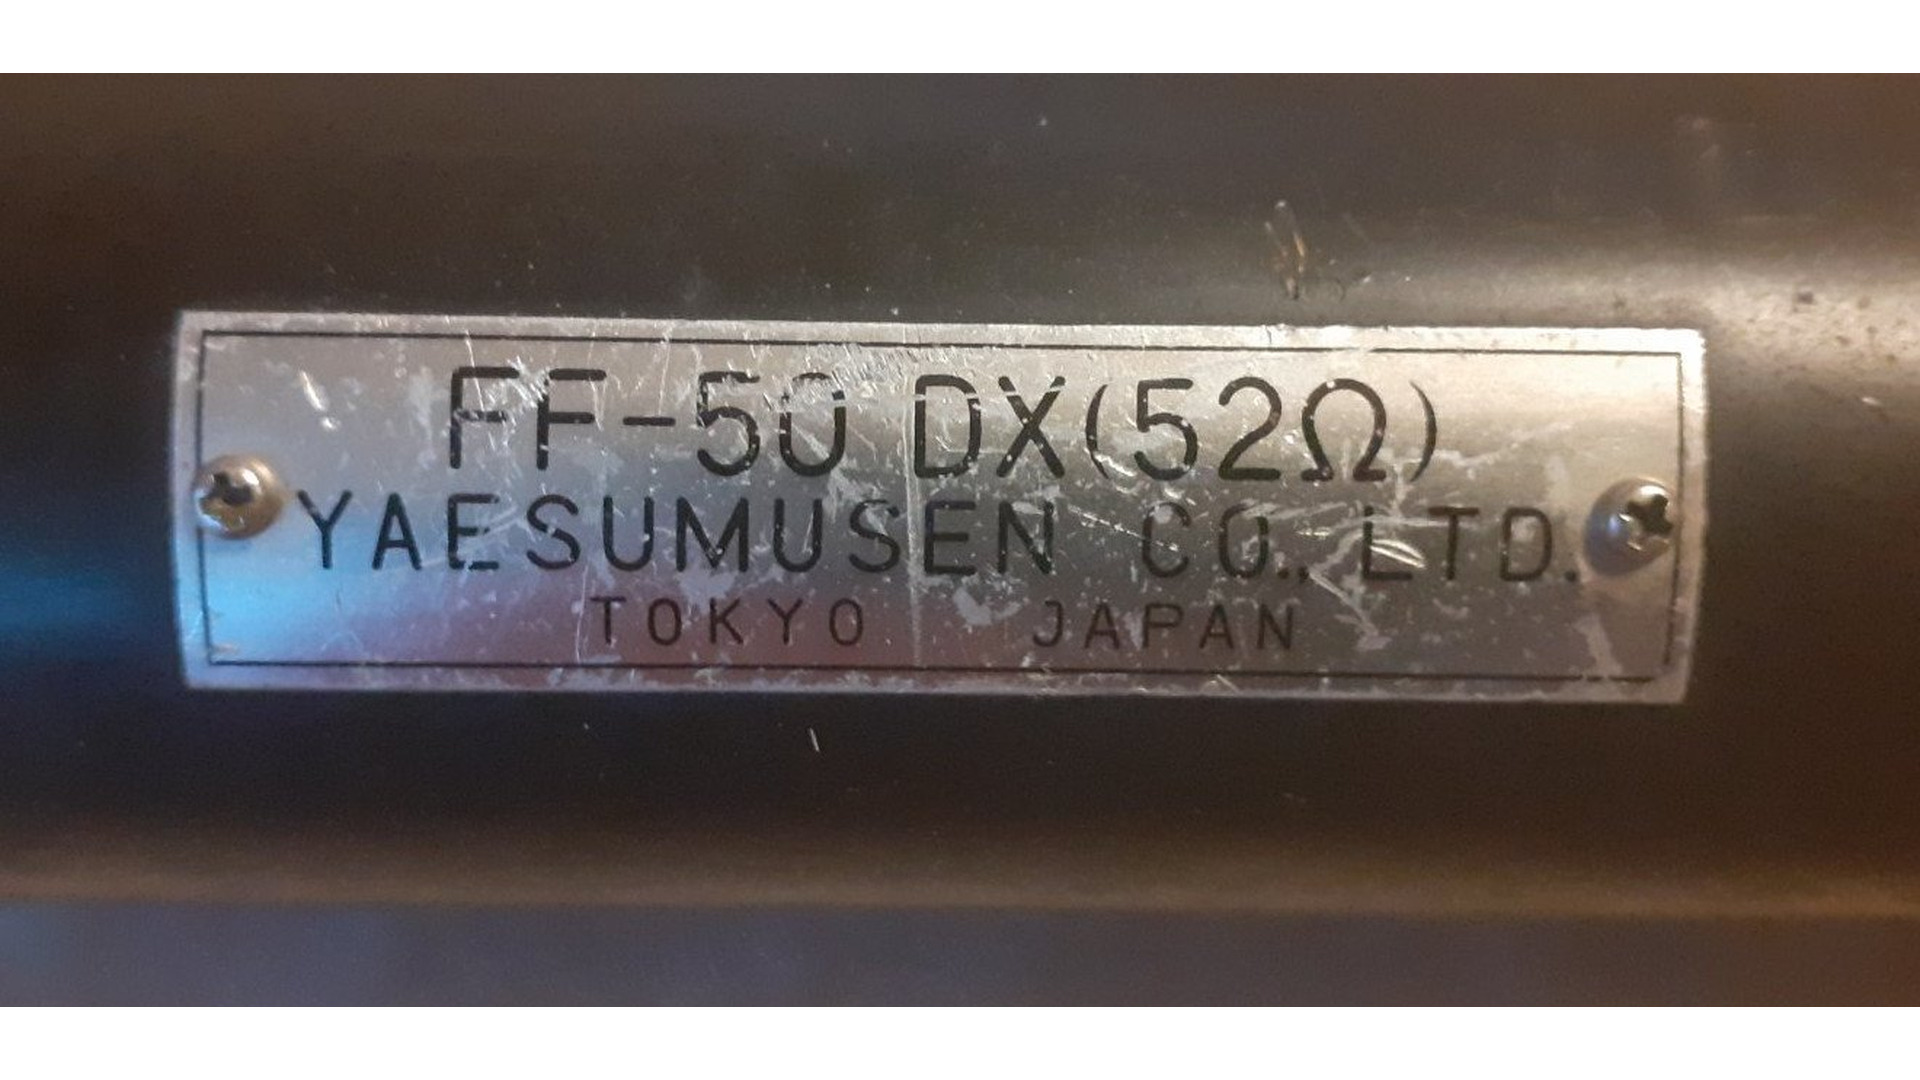 FF-50 DX(52Ω)
YAESUMUSEN CO., LTD.
TOKYO JAPAN